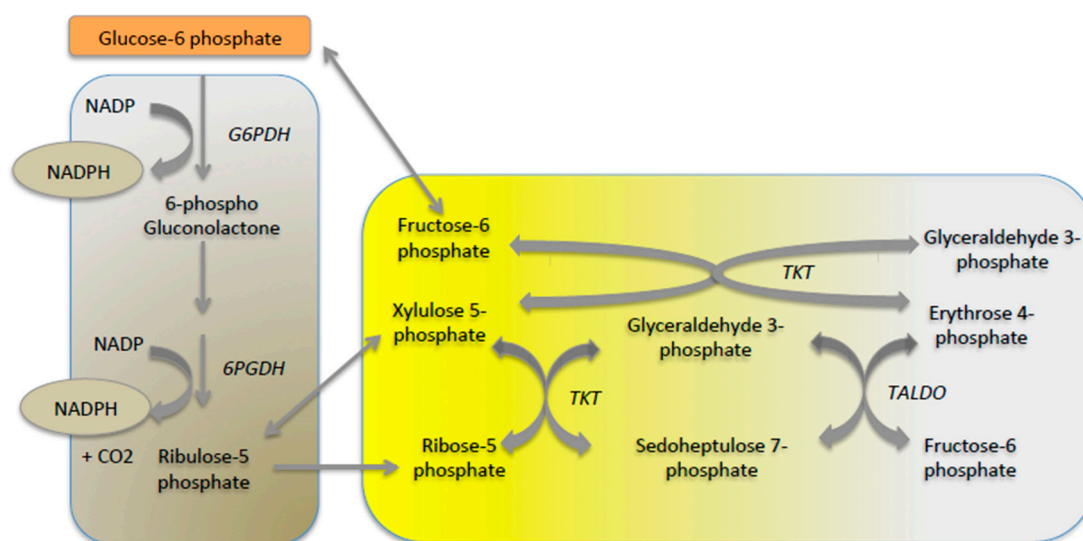 Glucose-6 phosphate
NADP
G6PDH
NADPH
6-phospho
Gluconolactone
NADP
6PGDH
NADPH
+ CO2
Ribulose-5
phosphate
Fructose-6
phosphate
Glyceraldehyde 3-
phosphate
TKT
Xylulose 5-
phosphate
Glyceraldehyde 3-
phosphate
Erythrose 4-
phosphate
TKT
TALDO
Ribose-5
phosphate
Sedoheptulose 7-
phosphate
Fructose-6
phosphate